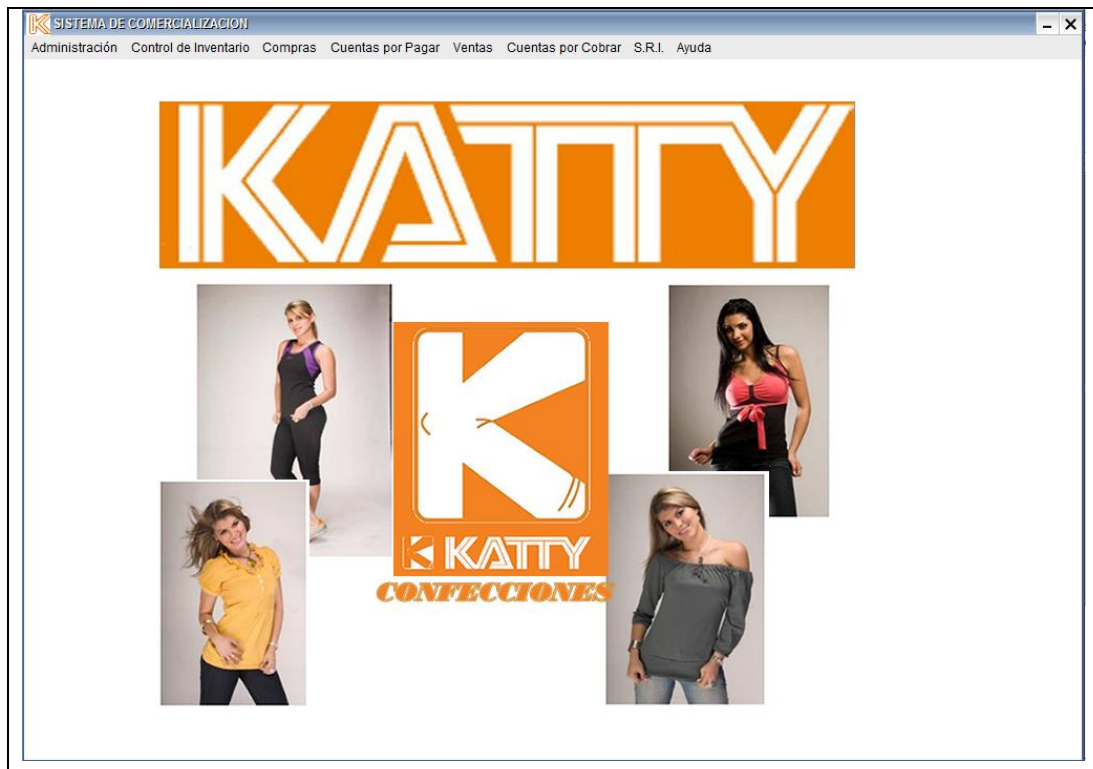 SISTEMA DE COMERCIALIZACION
Administración Control de Inventario Compras Cuentas por Pagar Ventas Cuentas por Cobrar S.R.I. Ayuda
KATTY
KATTY
CONFECCIONES